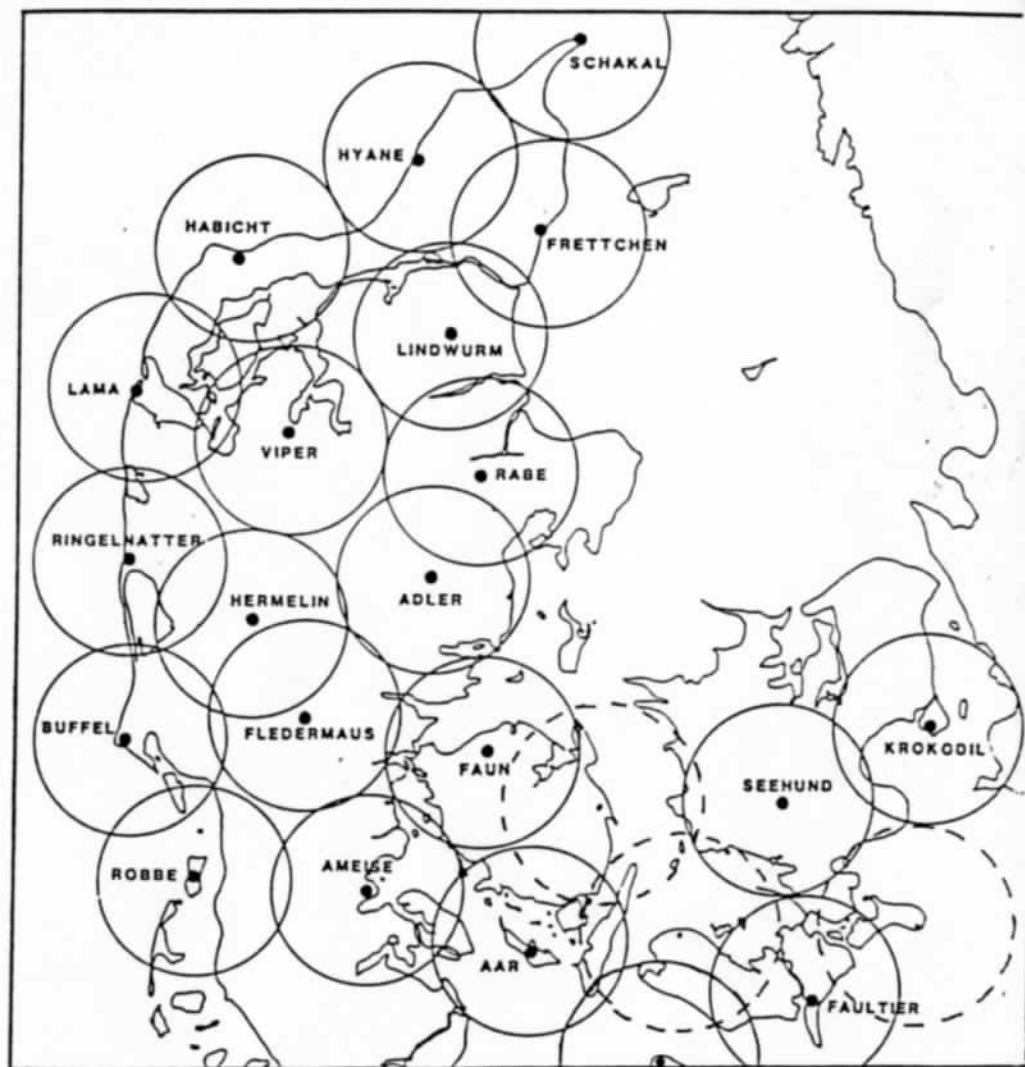 SCHAKAL
HYANE
HABICHT
FRETTCHEN
LINDWURM
LAMA
VIPER
RABE
RINGELNATTER
HERMELIN
ADLER
BUFFEL
FLEDERMAUS
FAUN
KROKODIL
SEEHUND
ROBBE
AMEISE
AAR
FAULTIER